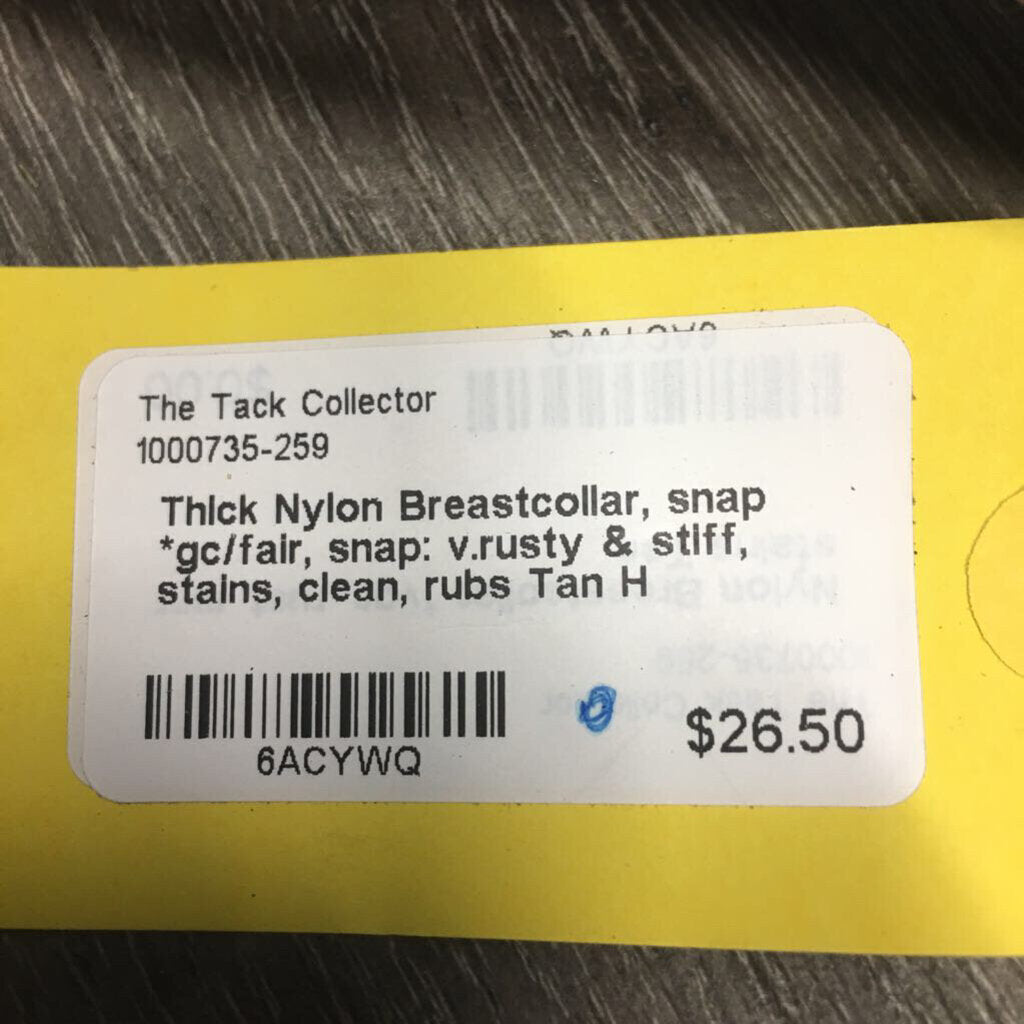 The Tack Collector
1000735-259
Thick Nylon Breastcollar, snap
*gc/fair, snap: v.rusty & stiff,
stains, clean, rubs Tan H
6ACYWQ
$26.50